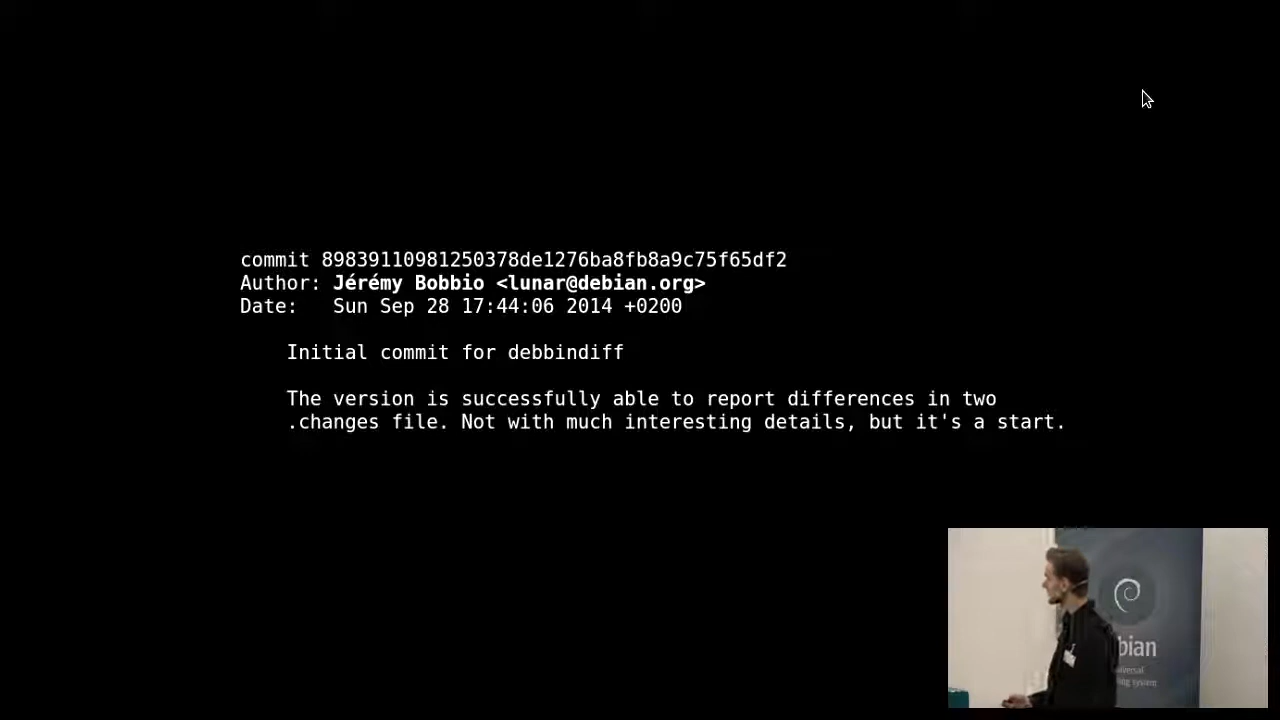 commit 89839110981250378de1276ba8fb8a9c75f65df2
Author: Jérémy Bobbio <lunar@debian.org>
Date:   Sun Sep 28 17:44:06 2014 +0200
Initial commit for debbindiff
The version is successfully able to report differences in two
.changes file. Not with much interesting details, but it's a start.
bian